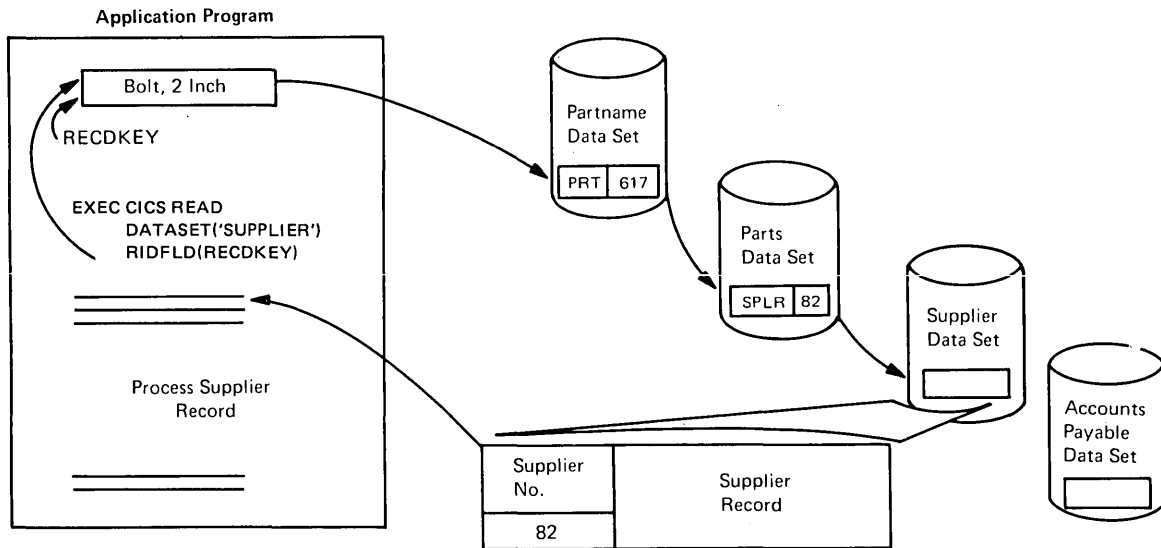 Application Program
Bolt, 2 Inch
RECDKEY
EXEC CICS READ
DATASET('SUPPLIER')
RIDFLD(RECDKEY)
Process Supplier
Record
Partname
Data Set
PRT 617
Parts
Data Set
SPLR 82
Supplier
Data Set
Accounts
Payable
Data Set
Supplier
No.
82
Supplier
Record